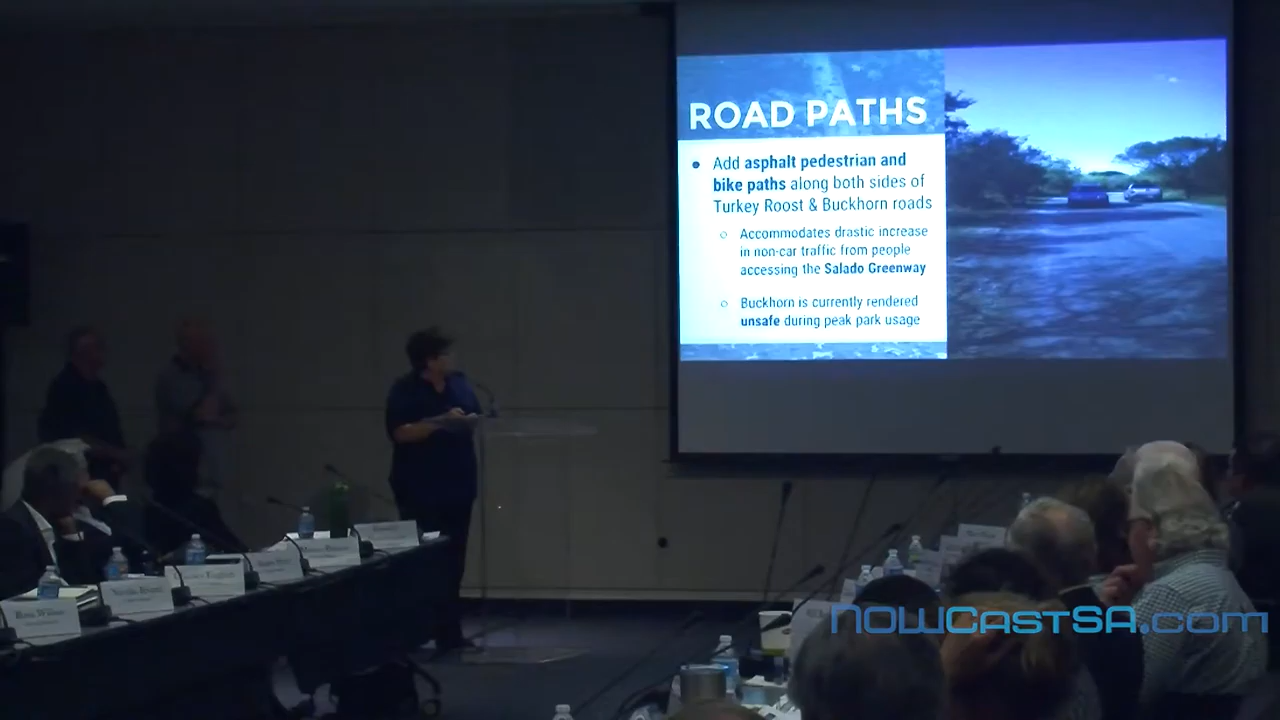 ROAD PATHS
● Add asphalt pedestrian and
bike paths along both sides of
Turkey Roost & Buckhorn roads
○ Accommodates drastic increase
in non-car traffic from people
accessing the Salado Greenway
○ Buckhorn is currently rendered
unsafe during peak park usage
NOWCastSA.com